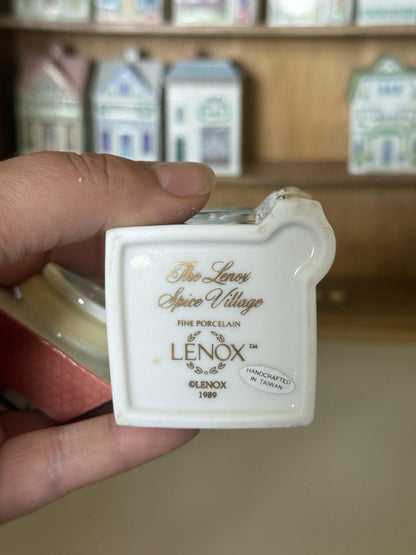 The Lenox
Spice Village
FINE PORCELAIN
LENOX™
©LENOX
1989
HANDCRAFTED
IN TAIWAN